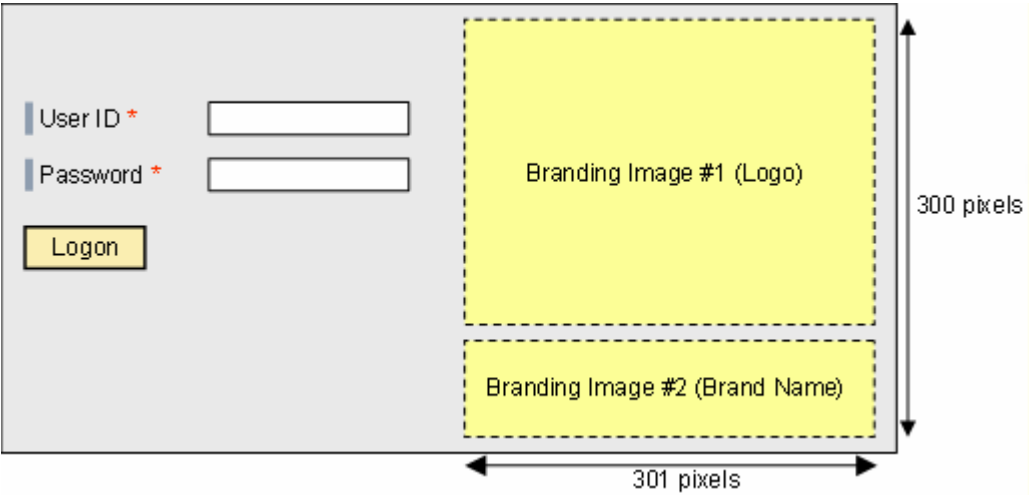 User ID *
Password *
Logon
Branding Image #1 (Logo)
Branding Image #2 (Brand Name)
300 pixels
301 pixels